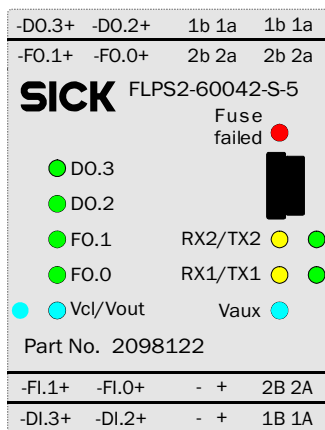 -DO.3+ -DO.2+ 1b 1a 1b 1a
-FO.1+ -FO.0+ 2b 2a 2b 2a
SICK FLPS2-60042-S-5
Fuse
failed
DO.3
DO.2
FO.1 RX2/TX2
FO.0 RX1/TX1
Vcl/Vout Vaux
Part No. 2098122
-FI.1+ -FI.0+ - + 2B 2A
-DI.3+ -DI.2+ - + 1B 1A